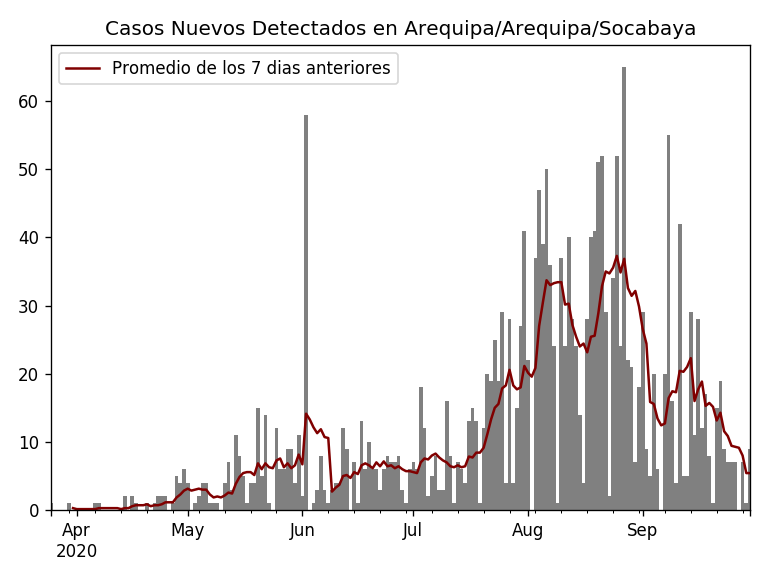 Casos Nuevos Detectados en Arequipa/Arequipa/Socabaya
Promedio de los 7 dias anteriores
60
50
40
30
20
10
0
Apr May Jun Jul Aug Sep
2020